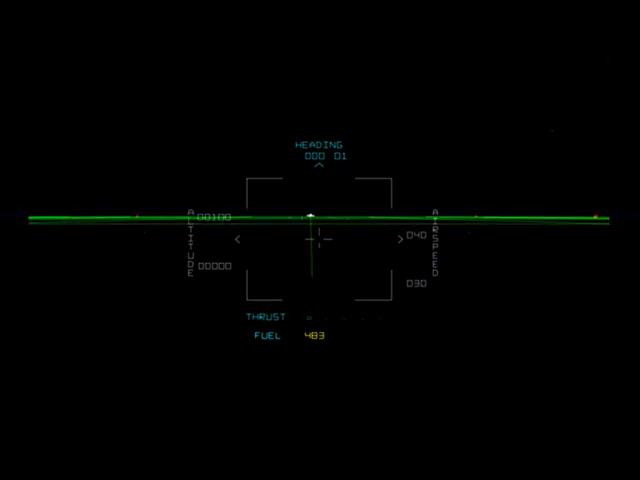 HEADING
000 01
ALTITUDE
00100
00000
AIRSPEED
040
030
THRUST
FUEL 483